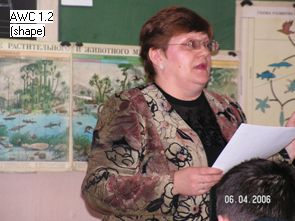 AWC 1.2
(shape)
РАСТИТЕЛЬНОГО И ЖИВОТНОГО М
06.04.2006